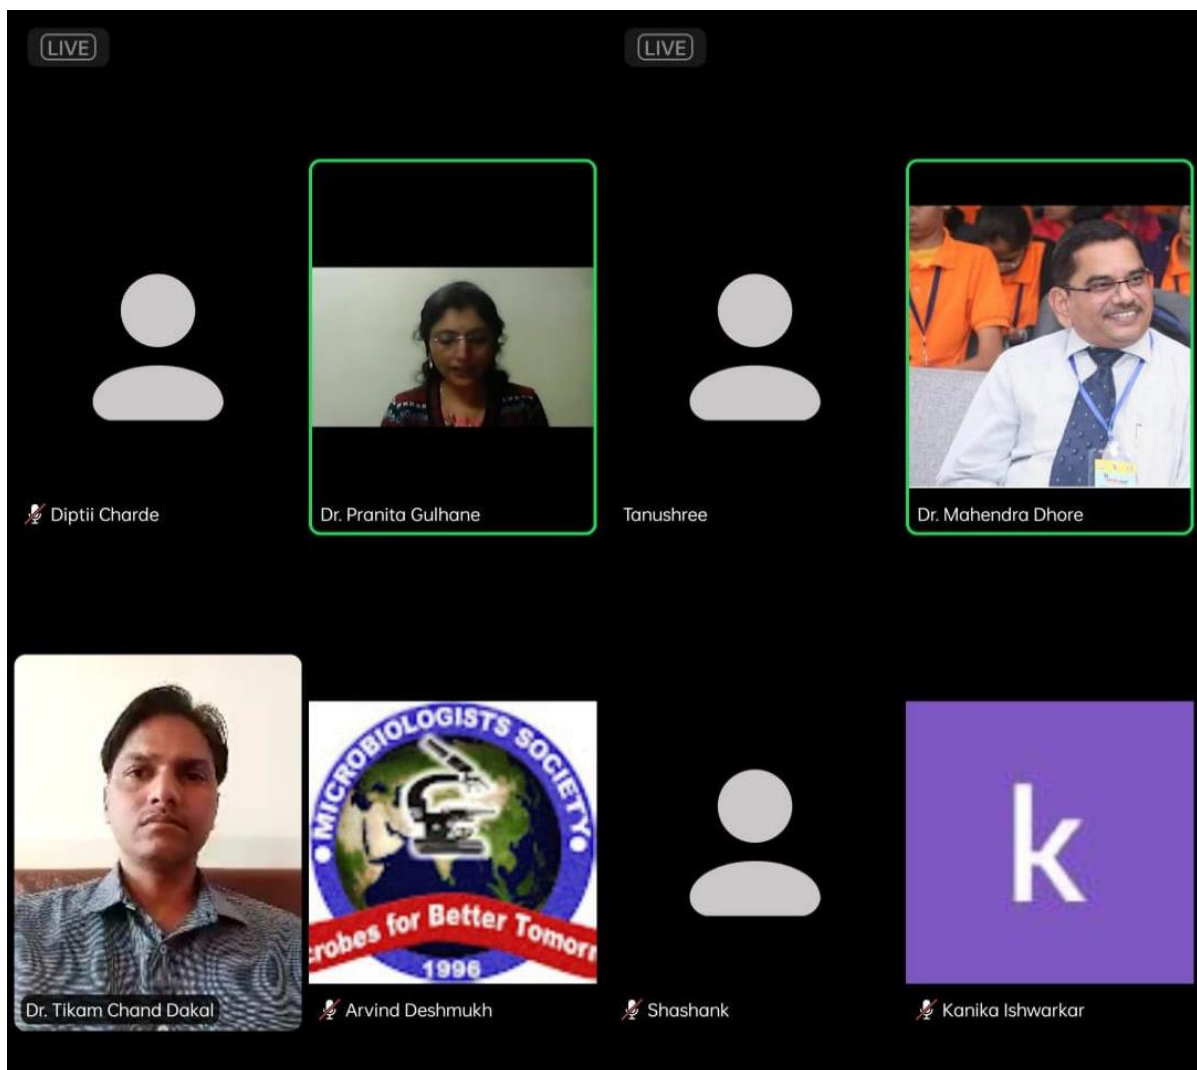 LIVE
LIVE
Diptii Charde
Dr. Pranita Gulhane
Tanushree
Dr. Mahendra Dhore
MICROBIOLOGISTS SOCIETY
crobes for Better Tomorr
1996
k
Dr. Tikam Chand Dakal
Arvind Deshmukh
Shashank
Kanika Ishwarkar